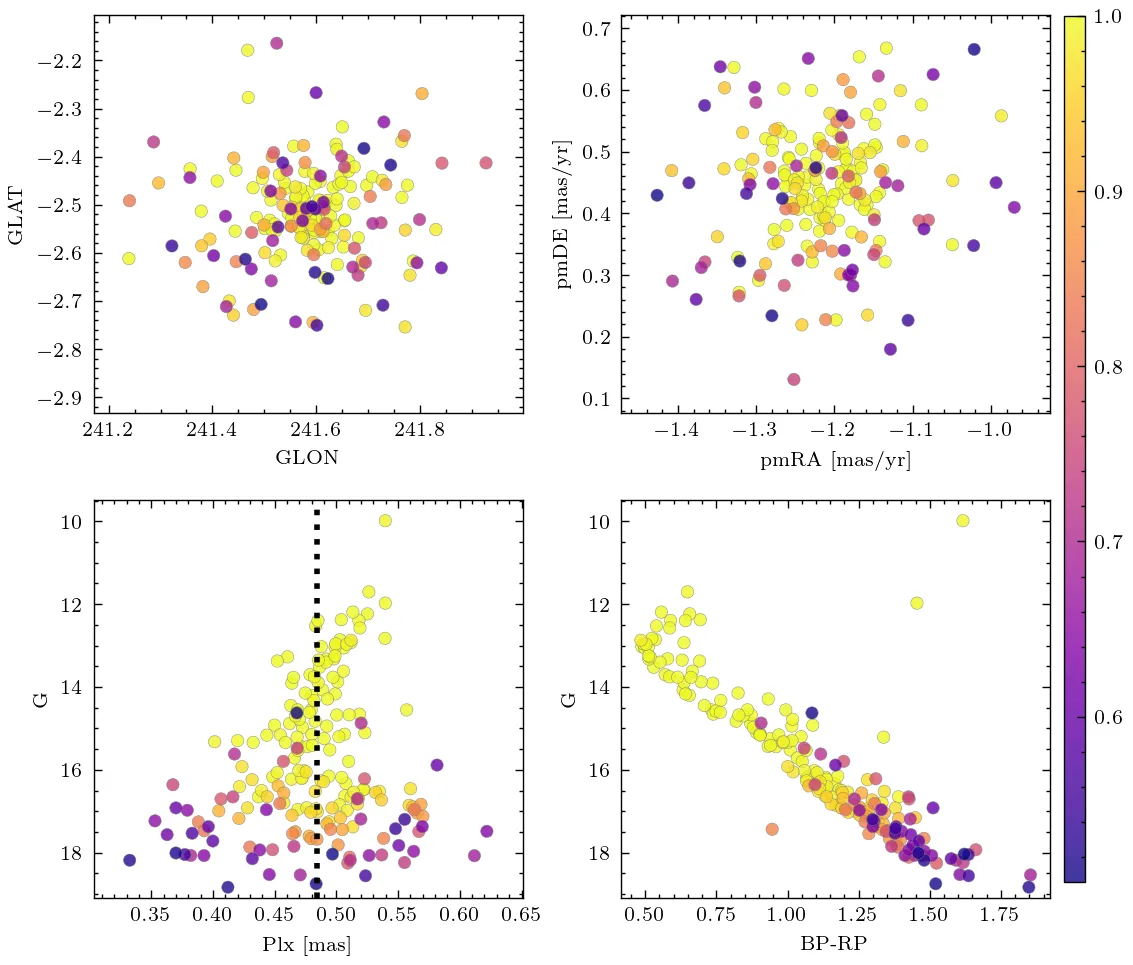 GLAT
−2.2
−2.3
−2.4
−2.5
−2.6
−2.7
−2.8
−2.9
241.2 241.4 241.6 241.8
GLON
pmDE [mas/yr]
0.7
0.6
0.5
0.4
0.3
0.2
0.1
−1.4 −1.3 −1.2 −1.1 −1.0
pmRA [mas/yr]
1.0
0.9
0.8
0.7
0.6
G
10
12
14
16
18
0.35 0.40 0.45 0.50 0.55 0.60 0.65
Plx [mas]
G
10
12
14
16
18
0.50 0.75 1.00 1.25 1.50 1.75
BP-RP